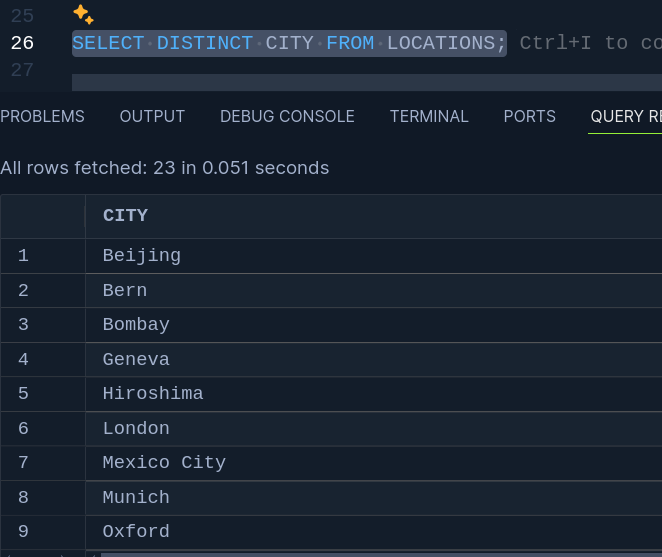 25
26 SELECT DISTINCT CITY FROM LOCATIONS; Ctrl+I to
27
PROBLEMS OUTPUT DEBUG CONSOLE TERMINAL PORTS QUERY
All rows fetched: 23 in 0.051 seconds
CITY
1 Beijing
2 Bern
3 Bombay
4 Geneva
5 Hiroshima
6 London
7 Mexico City
8 Munich
9 Oxford